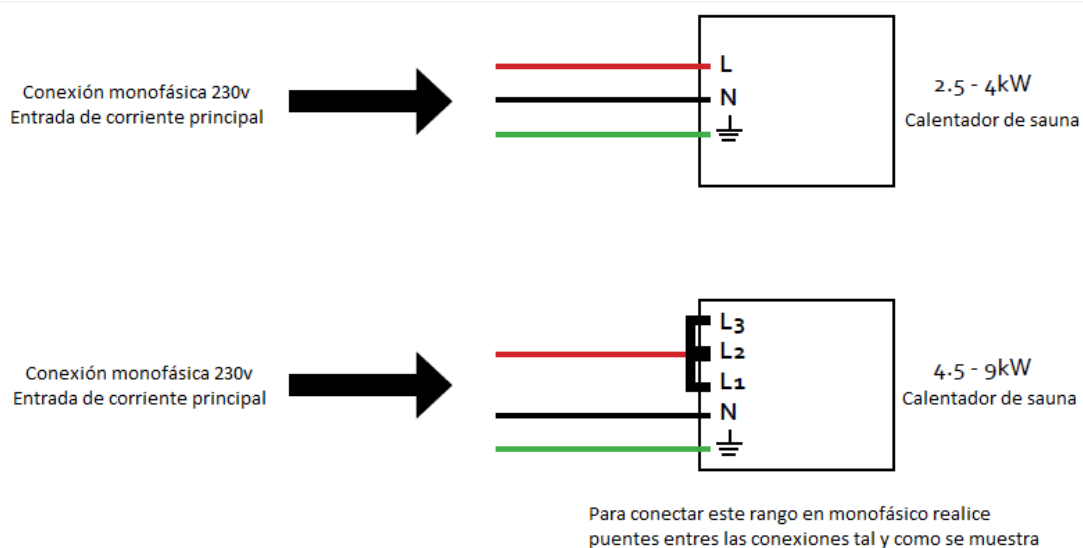 Conexión monofásica 230v
Entrada de corriente principal
L
N
2.5 - 4kW
Calentador de sauna
Conexión monofásica 230v
Entrada de corriente principal
L3
L2
L1
N
4.5 - 9kW
Calentador de sauna
Para conectar este rango en monofásico realice
puentes entres las conexiones tal y como se muestra